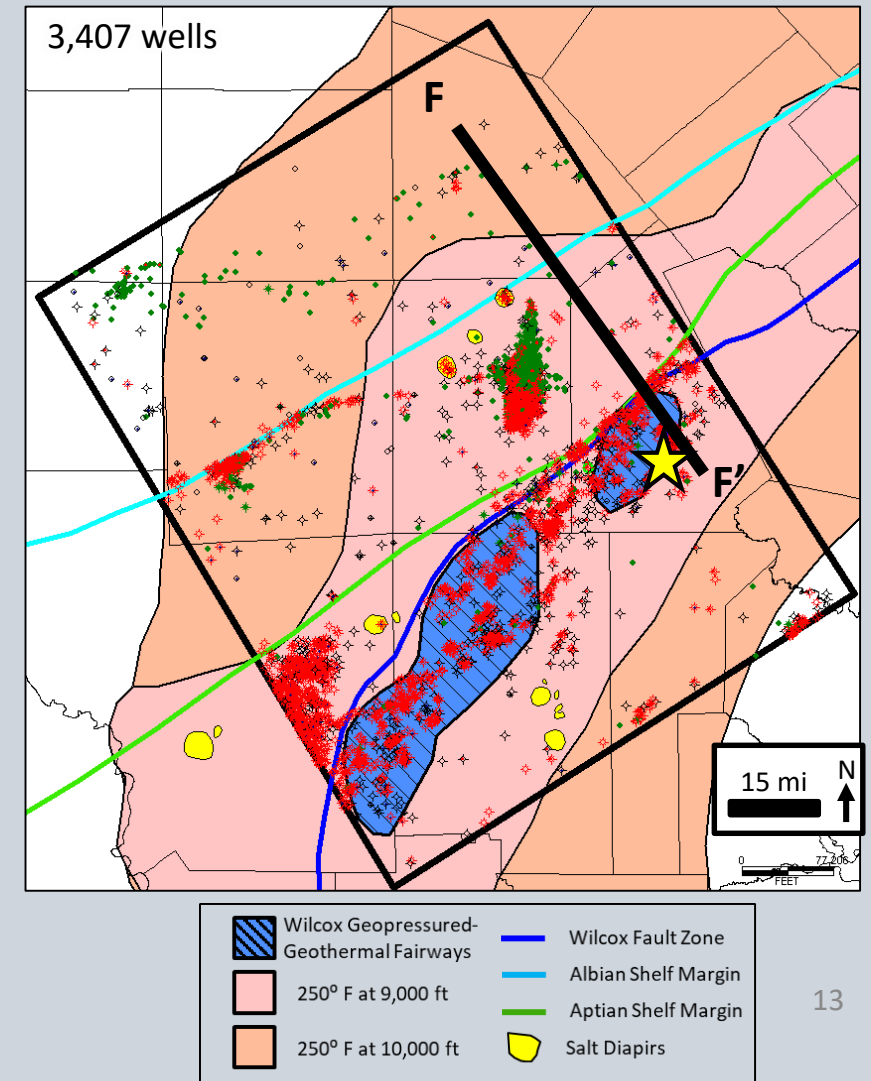 3,407 wells
F
F’
15 mi
N
0 77,206
FEET
Wilcox Geopressured-
Geothermal Fairways
250° F at 9,000 ft
250° F at 10,000 ft
Wilcox Fault Zone
Albian Shelf Margin
Aptian Shelf Margin
Salt Diapirs
13